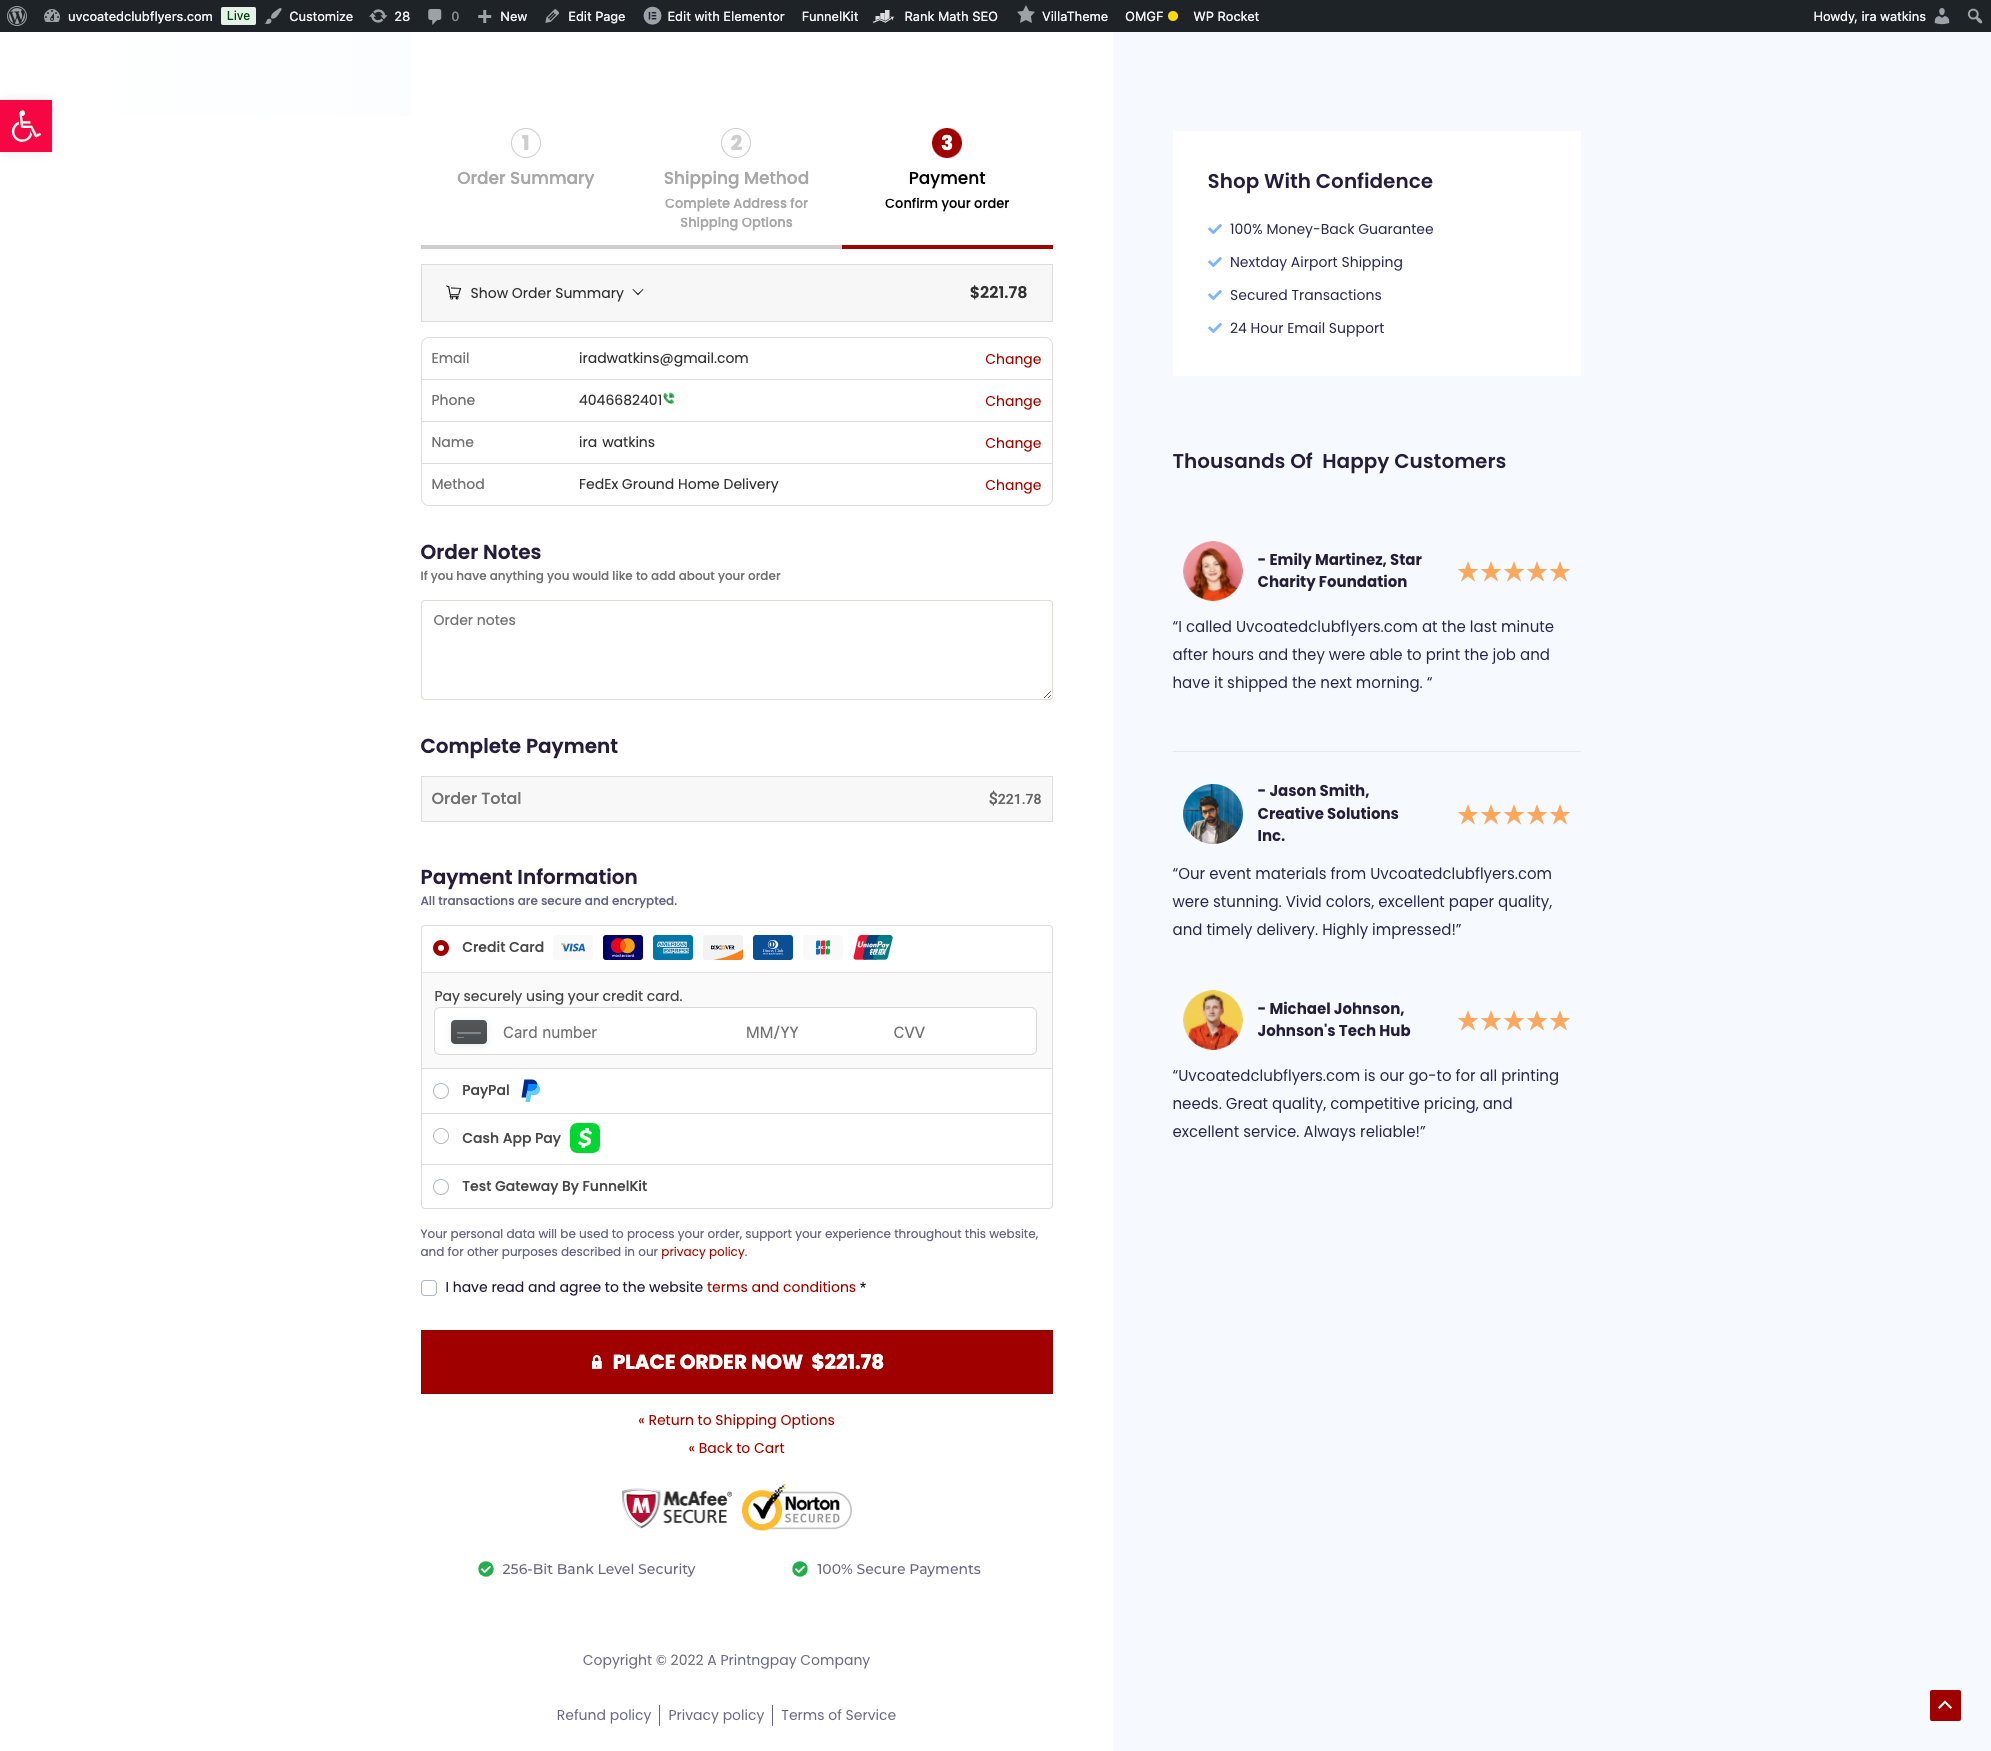 uvcoatedclubflyers.com Live Customize 28 0 New Edit Page Edit with Elementor FunnelKit Rank Math SEO VillaTheme OMGF WP Rocket Howdy, ira watkins
1 2 3
Order Summary Shipping Method Payment
Complete Address for Confirm your order
Shipping Options
Show Order Summary $221.78
Email iradwatkins@gmail.com Change
Phone 4046682401 Change
Name ira watkins Change
Method FedEx Ground Home Delivery Change
Order Notes
If you have anything you would like to add about your order
Order notes
Complete Payment
Order Total $221.78
Payment Information
All transactions are secure and encrypted.
Credit Card VISA mastercard AMERICAN EXPRESS DISCOVER Diners Club JCB UnionPay 银联
Pay securely using your credit card.
Card number MM/YY CVV
PayPal
Cash App Pay
Test Gateway By FunnelKit
Your personal data will be used to process your order, support your experience throughout this website,
and for other purposes described in our privacy policy.
I have read and agree to the website terms and conditions *
PLACE ORDER NOW $221.78
« Return to Shipping Options
« Back to Cart
McAfee SECURE
Norton SECURED
256-Bit Bank Level Security 100% Secure Payments
Copyright © 2022 A Printngpay Company
Refund policy Privacy policy Terms of Service
Shop With Confidence
100% Money-Back Guarantee
Nextday Airport Shipping
Secured Transactions
24 Hour Email Support
Thousands Of Happy Customers
- Emily Martinez, Star
Charity Foundation
“I called Uvcoatedclubflyers.com at the last minute
after hours and they were able to print the job and
have it shipped the next morning. “
- Jason Smith,
Creative Solutions
Inc.
“Our event materials from Uvcoatedclubflyers.com
were stunning. Vivid colors, excellent paper quality,
and timely delivery. Highly impressed!”
- Michael Johnson,
Johnson's Tech Hub
“Uvcoatedclubflyers.com is our go-to for all printing
needs. Great quality, competitive pricing, and
excellent service. Always reliable!”